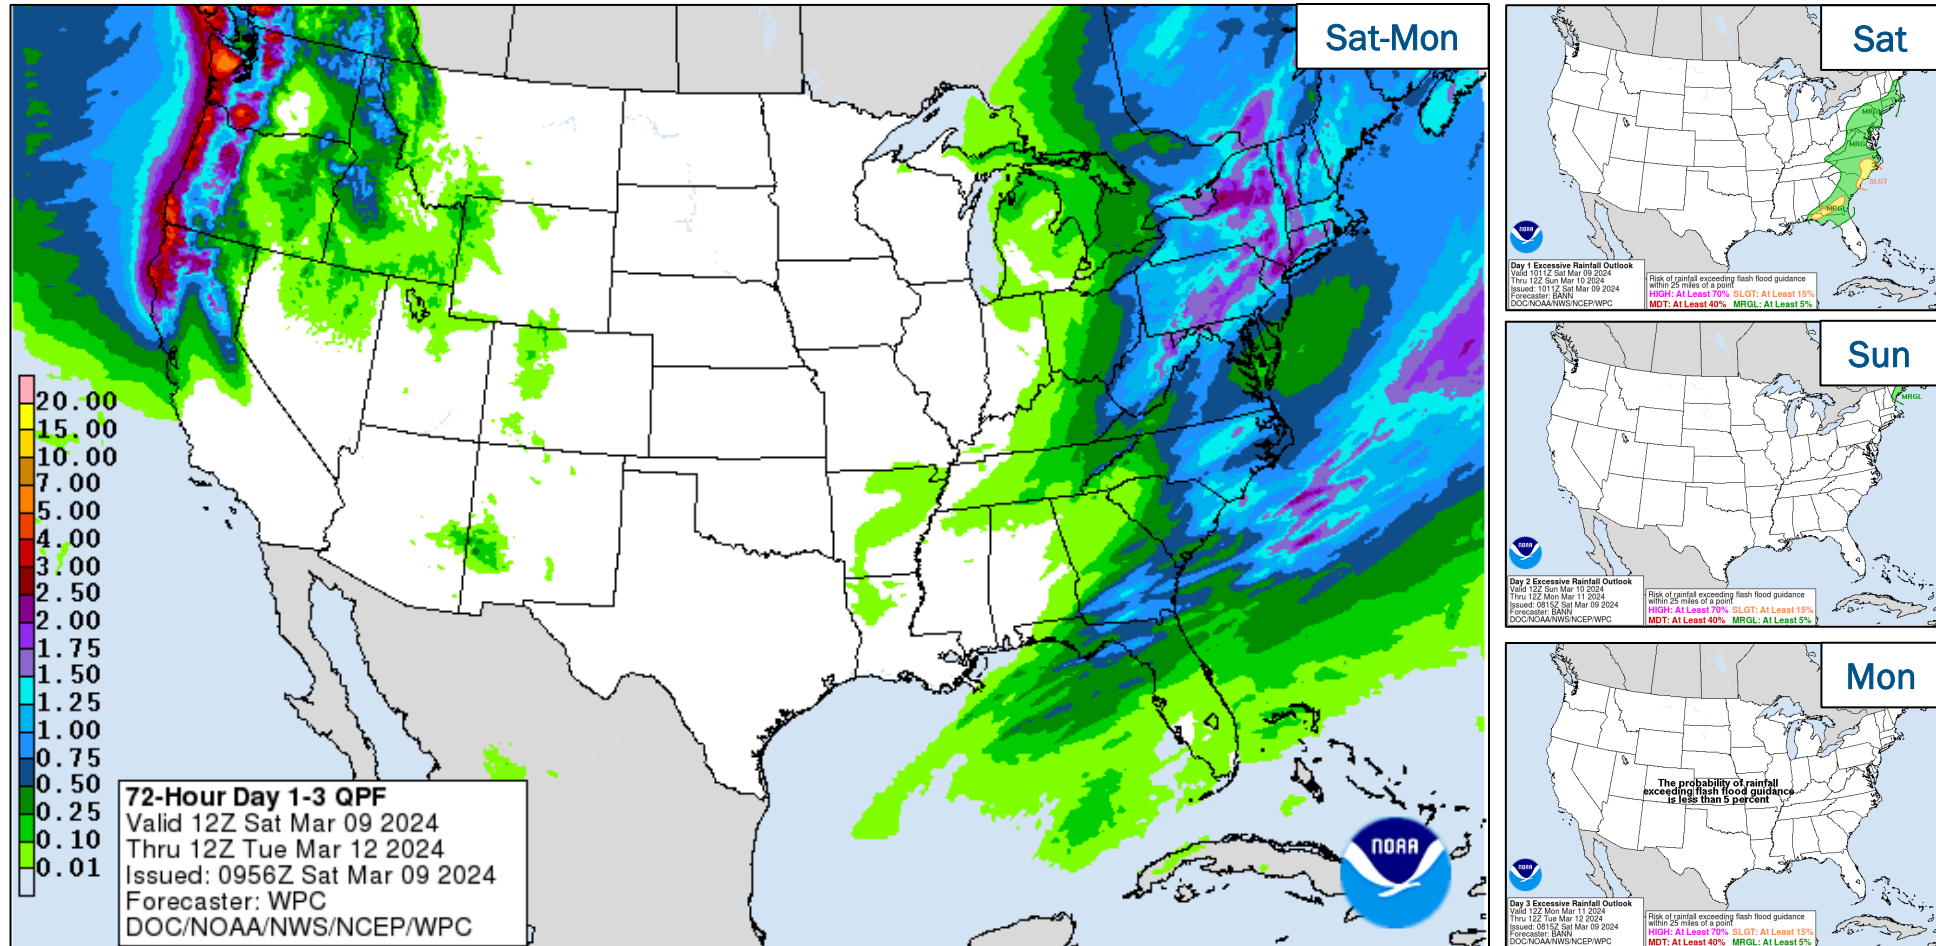 Sat-Mon
20.00
15.00
10.00
7.00
5.00
4.00
3.00
2.50
2.00
1.75
1.50
1.25
1.00
0.75
0.50
0.25
0.10
0.01
72-Hour Day 1-3 QPF
Valid 12Z Sat Mar 09 2024
Thru 12Z Tue Mar 12 2024
Issued: 0956Z Sat Mar 09 2024
Forecaster: WPC
DOC/NOAA/NWS/NCEP/WPC
NOAA
Sat
MRGL
MRGL
SLGT
MRGL
NOAA
Day 1 Excessive Rainfall Outlook
Valid 1011Z Sat Mar 09 2024
Thru 12Z Sun Mar 10 2024
Issued: 1011Z Sat Mar 09 2024
Forecaster: BANN
DOC/NOAA/NWS/NCEP/WPC
Risk of rainfall exceeding flash flood guidance
within 25 miles of a point
HIGH: At Least 70% SLGT: At Least 15%
MDT: At Least 40% MRGL: At Least 5%
Sun
MRGL
NOAA
Day 2 Excessive Rainfall Outlook
Valid 12Z Sun Mar 10 2024
Thru 12Z Mon Mar 11 2024
Issued: 0815Z Sat Mar 09 2024
Forecaster: BANN
DOC/NOAA/NWS/NCEP/WPC
Risk of rainfall exceeding flash flood guidance
within 25 miles of a point
HIGH: At Least 70% SLGT: At Least 15%
MDT: At Least 40% MRGL: At Least 5%
Mon
The probability of rainfall
exceeding flash flood guidance
is less than 5 percent
NOAA
Day 3 Excessive Rainfall Outlook
Valid 12Z Mon Mar 11 2024
Thru 12Z Tue Mar 12 2024
Issued: 0815Z Sat Mar 09 2024
Forecaster: BANN
DOC/NOAA/NWS/NCEP/WPC
Risk of rainfall exceeding flash flood guidance
within 25 miles of a point
HIGH: At Least 70% SLGT: At Least 15%
MDT: At Least 40% MRGL: At Least 5%